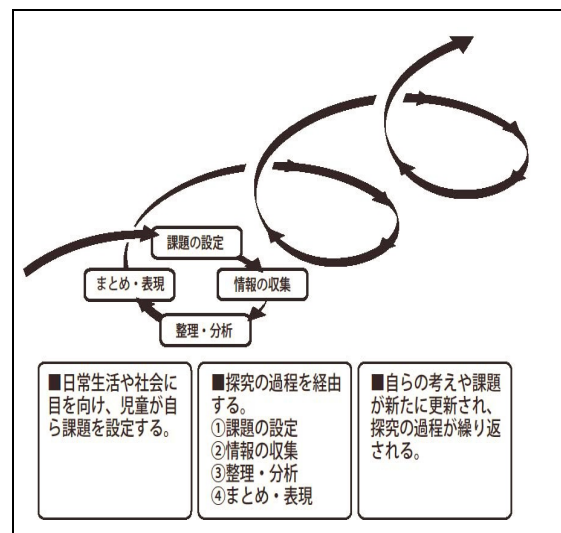 課題の設定
まとめ・表現
情報の収集
整理・分析
■日常生活や社会に
目を向け、児童が自
ら課題を設定する。
■探究の過程を経由
する。
①課題の設定
②情報の収集
③整理・分析
④まとめ・表現
■自らの考えや課題
が新たに更新され、
探究の過程が繰り返
される。